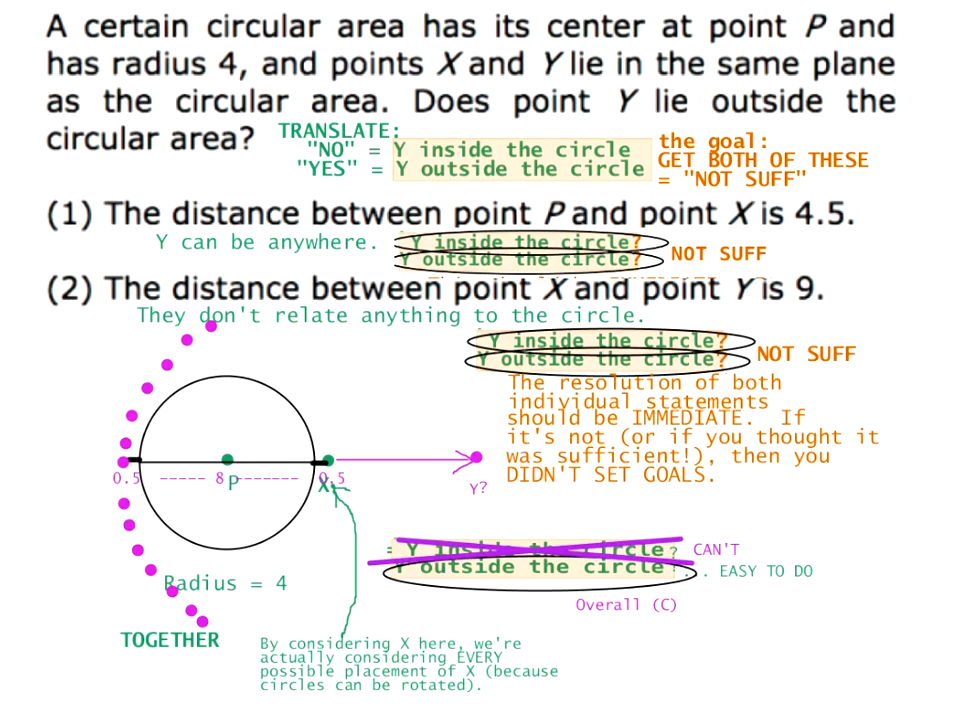 A certain circular area has its center at point P and
has radius 4, and points X and Y lie in the same plane
as the circular area. Does point Y lie outside the
circular area?
TRANSLATE:
"NO" = Y inside the circle
"YES" = Y outside the circle
the goal:
GET BOTH OF THESE
= "NOT SUFF"
(1) The distance between point P and point X is 4.5.
Y can be anywhere.
Y inside the circle?
Y outside the circle?
NOT SUFF
(2) The distance between point X and point Y is 9.
They don't relate anything to the circle.
Y inside the circle?
Y outside the circle?
NOT SUFF
The resolution of both
individual statements
should be IMMEDIATE. If
it's not (or if you thought it
was sufficient!), then you
DIDN'T SET GOALS.
0.5 ----- 8 ------- 0.5
P
X
Y?
= Y inside the circle?
CAN'T
Y outside the circle
... EASY TO DO
Overall (C)
Radius = 4
TOGETHER
By considering X here, we're
actually considering EVERY
possible placement of X (because
circles can be rotated).